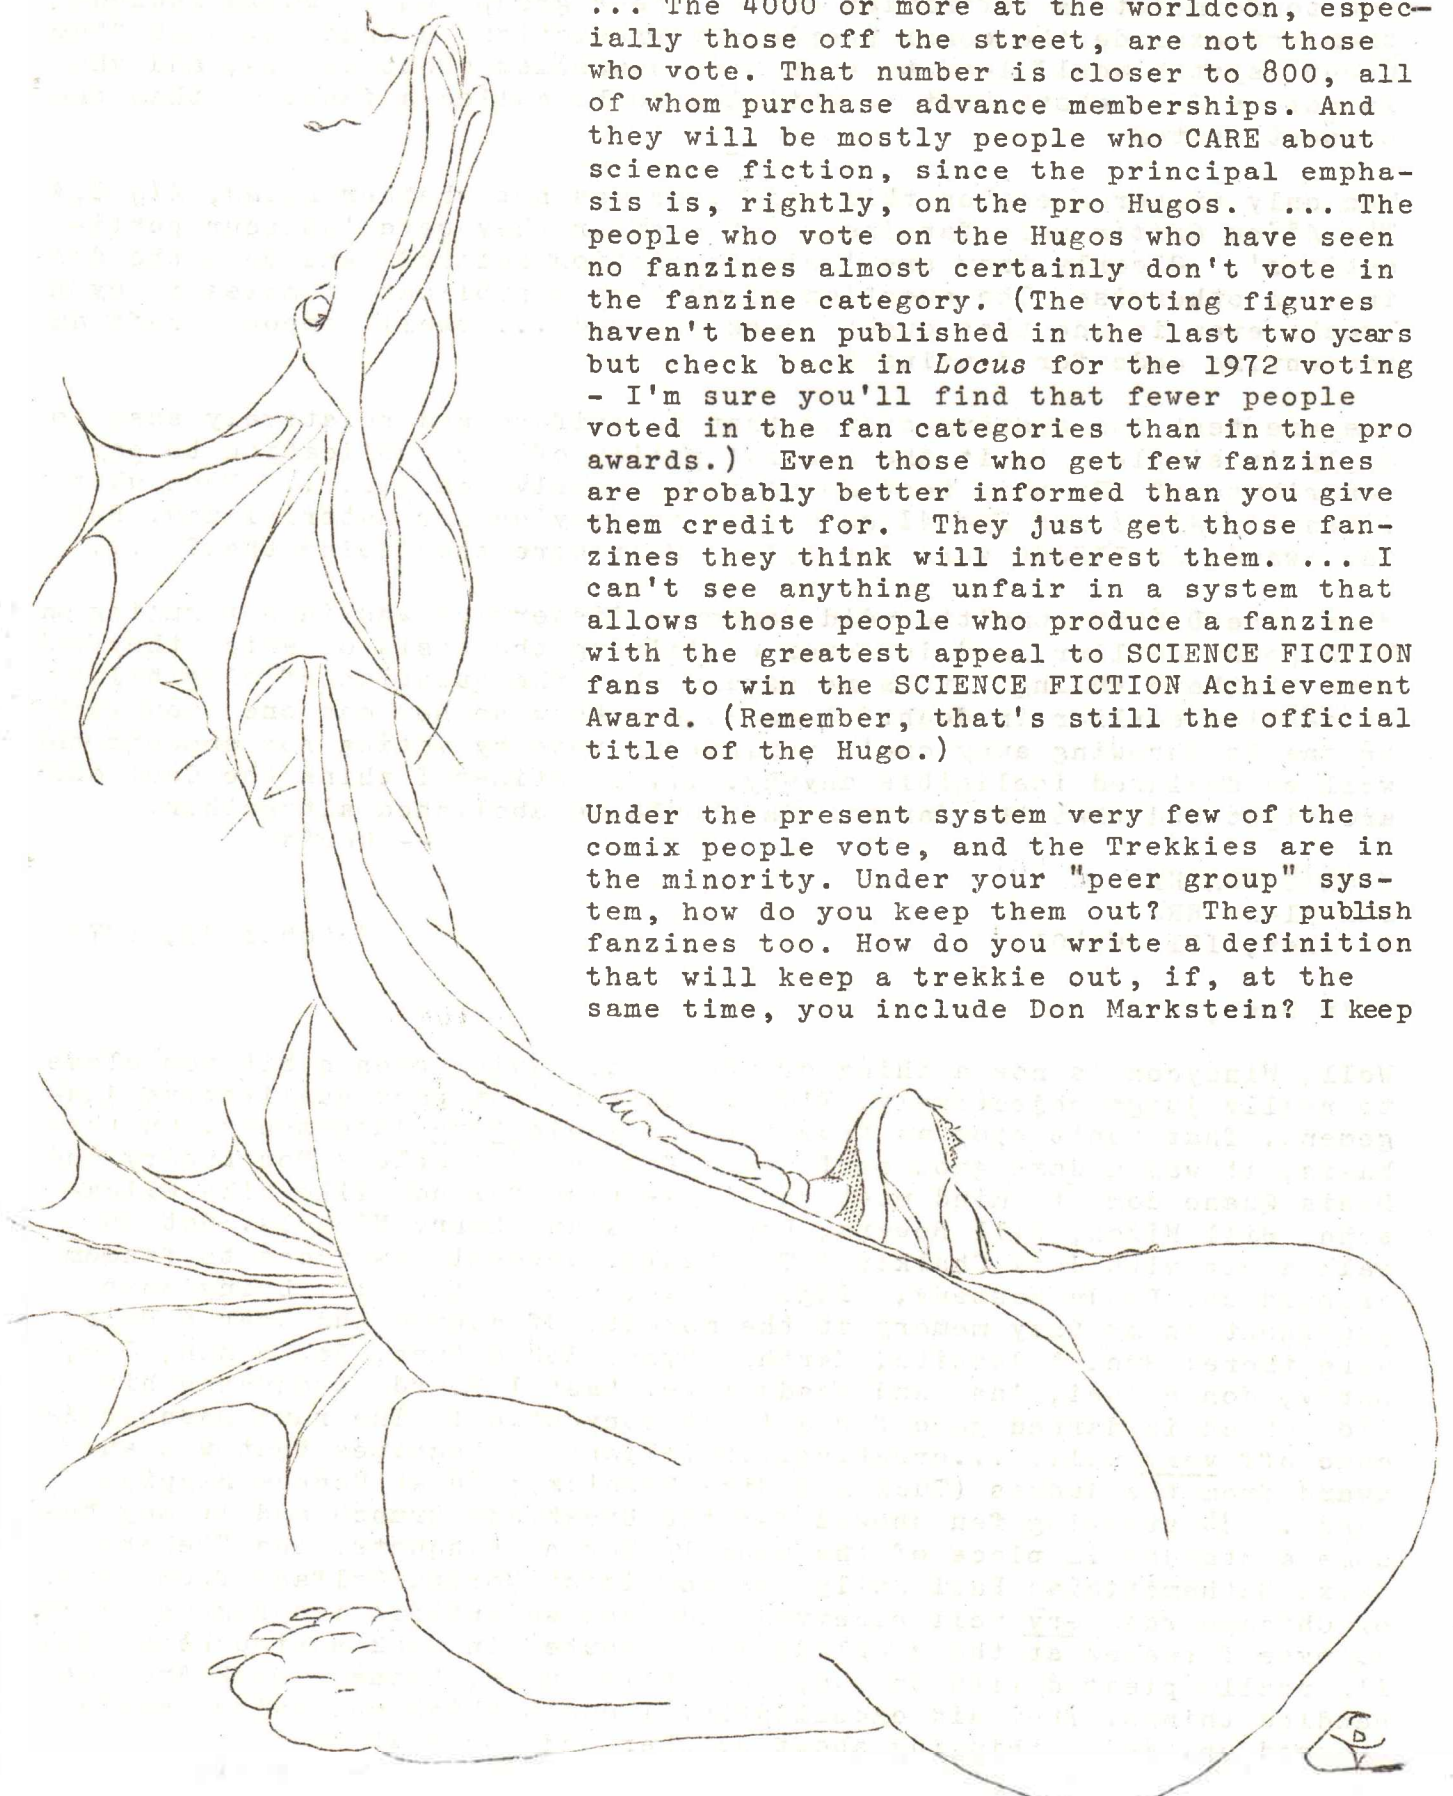 ... The 4000 or more at the worldcon, espec-
ially those off the street, are not those
who vote. That number is closer to 800, all
of whom purchase advance memberships. And
they will be mostly people who CARE about
science fiction, since the principal empha-
sis is, rightly, on the pro Hugos. .... The
people who vote on the Hugos who have seen
no fanzines almost certainly don't vote in
the fanzine category. (The voting figures
haven't been published in the last two years
but check back in Locus for the 1972 voting
- I'm sure you'll find that fewer people
voted in the fan categories than in the pro
awards.)  Even those who get few fanzines
are probably better informed than you give
them credit for.  They just get those fan-
zines they think will interest them. .... I
can't see anything unfair in a system that
allows those people who produce a fanzine
with the greatest appeal to SCIENCE FICTION
fans to win the SCIENCE FICTION Achievement
Award. (Remember, that's still the official
title of the Hugo.)

Under the present system very few of the
comix people vote, and the Trekkies are in
the minority. Under your "peer group" sys-
tem, how do you keep them out?  They publish
fanzines too. How do you write a definition
that will keep a trekkie out, if, at the
same time, you include Don Markstein? I keep